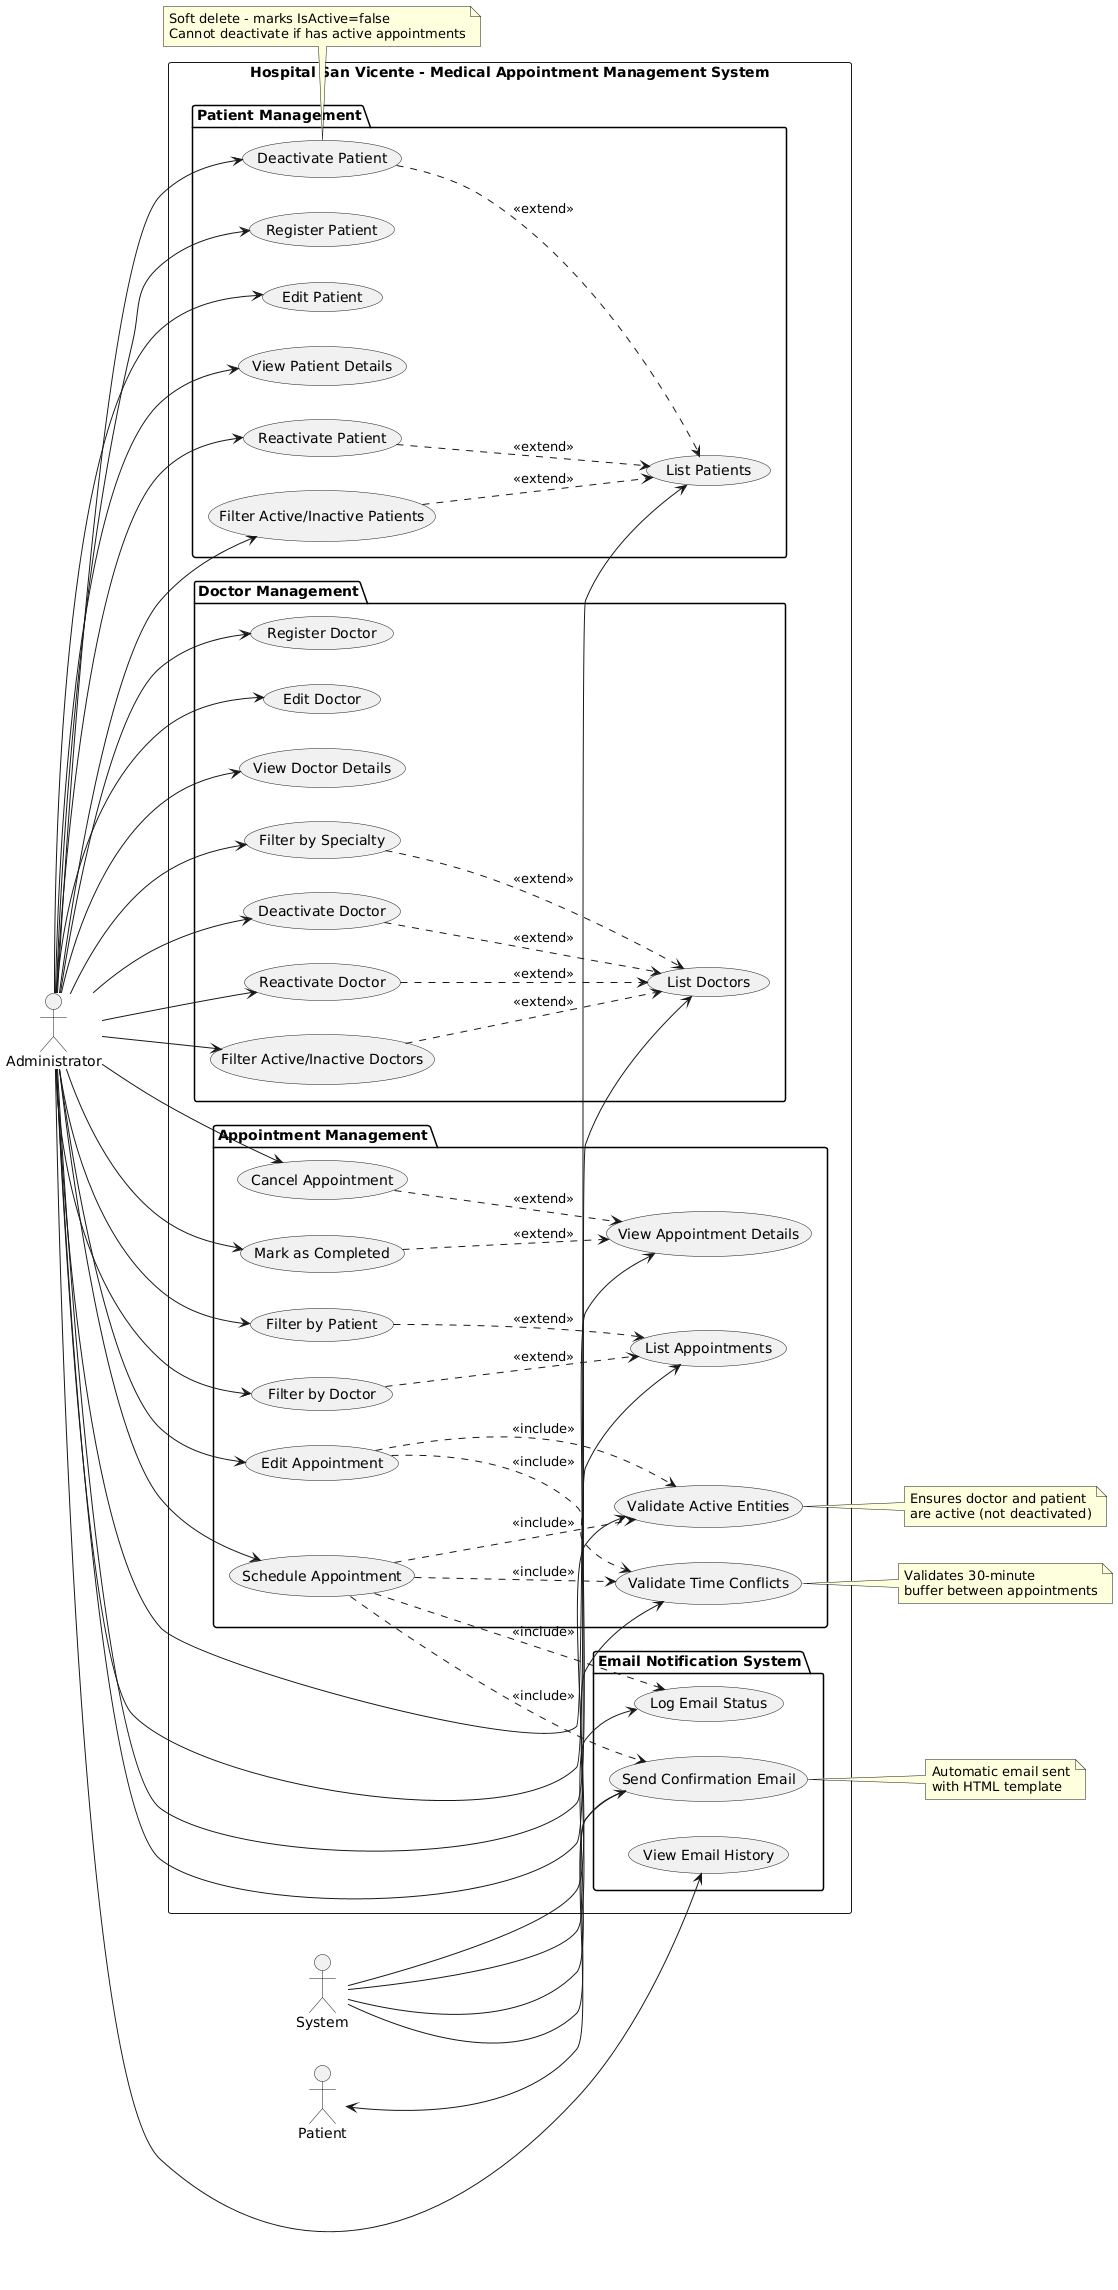 Soft delete - marks IsActive=false
Cannot deactivate if has active appointments
Hospital San Vicente - Medical Appointment Management System
Patient Management
Deactivate Patient
«extend»
Register Patient
Edit Patient
View Patient Details
Reactivate Patient
«extend»
List Patients
«extend»
Filter Active/Inactive Patients
Doctor Management
Register Doctor
Edit Doctor
View Doctor Details
Filter by Specialty
«extend»
Deactivate Doctor
«extend»
Reactivate Doctor
«extend»
List Doctors
«extend»
Filter Active/Inactive Doctors
Administrator
Appointment Management
Cancel Appointment
«extend»
View Appointment Details
Mark as Completed
«extend»
Filter by Patient
«extend»
List Appointments
«extend»
Filter by Doctor
«include»
Edit Appointment
«include»
Validate Active Entities
Ensures doctor and patient
are active (not deactivated)
«include»
Schedule Appointment
«include»
Validate Time Conflicts
Validates 30-minute
buffer between appointments
«include»
Email Notification System
«include»
Log Email Status
Send Confirmation Email
Automatic email sent
with HTML template
View Email History
System
Patient